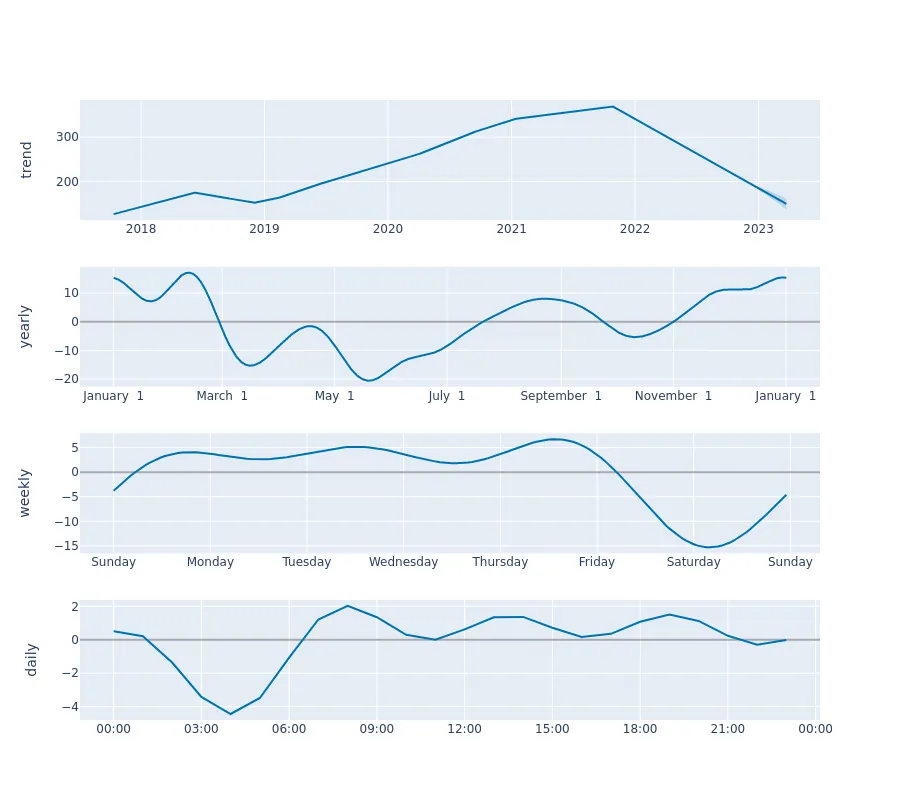 trend
300
200
2018 2019 2020 2021 2022 2023
yearly
10
0
−10
−20
January 1 March 1 May 1 July 1 September 1 November 1 January 1
weekly
5
0
−5
−10
−15
Sunday Monday Tuesday Wednesday Thursday Friday Saturday Sunday
daily
2
0
−2
−4
00:00 03:00 06:00 09:00 12:00 15:00 18:00 21:00 00:00